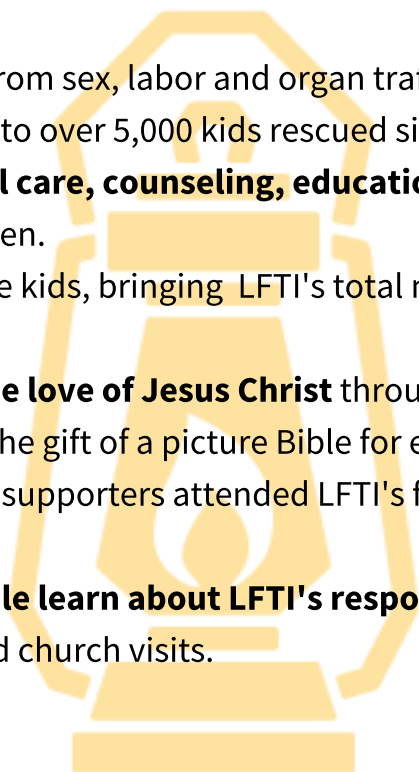 rom sex, labor and organ traf
to over 5,000 kids rescued si
l care, counseling, educatio
en.
e kids, bringing LFTI's total
e love of Jesus Christ throu
he gift of a picture Bible for e
supporters attended LFTI's f
le learn about LFTI's respo
d church visits.